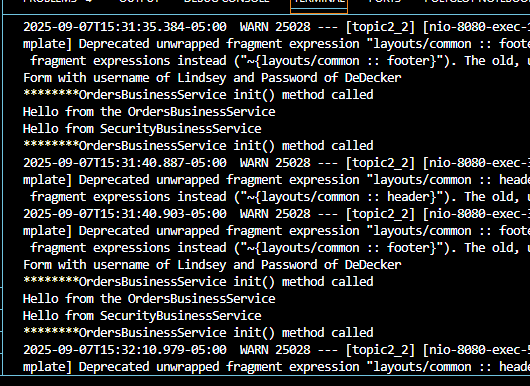 PROBLEMS 4 OUTPUT DEBUG CONSOLE TERMINAL PORTS POLYGLOT NOTEBOOK
2025-09-07T15:31:35.384-05:00  WARN 25028 --- [topic2_2] [nio-8080-exec-
mplate] Deprecated unwrapped fragment expression "layouts/common :: foot
 fragment expressions instead ("~{layouts/common :: footer}"). The old, u
Form with username of Lindsey and Password of DeDecker
********OrdersBusinessService init() method called
Hello from the OrdersBusinessService
Hello from SecurityBusinessService
********OrdersBusinessService init() method called
2025-09-07T15:31:40.887-05:00  WARN 25028 --- [topic2_2] [nio-8080-exec-
mplate] Deprecated unwrapped fragment expression "layouts/common :: heade
 fragment expressions instead ("~{layouts/common :: header}"). The old, u
2025-09-07T15:31:40.903-05:00  WARN 25028 --- [topic2_2] [nio-8080-exec-
mplate] Deprecated unwrapped fragment expression "layouts/common :: foote
 fragment expressions instead ("~{layouts/common :: footer}"). The old, u
Form with username of Lindsey and Password of DeDecker
********OrdersBusinessService init() method called
Hello from the OrdersBusinessService
Hello from SecurityBusinessService
********OrdersBusinessService init() method called
2025-09-07T15:32:10.979-05:00  WARN 25028 --- [topic2_2] [nio-8080-exec-
mplate] Deprecated unwrapped fragment expression "layouts/common :: heade